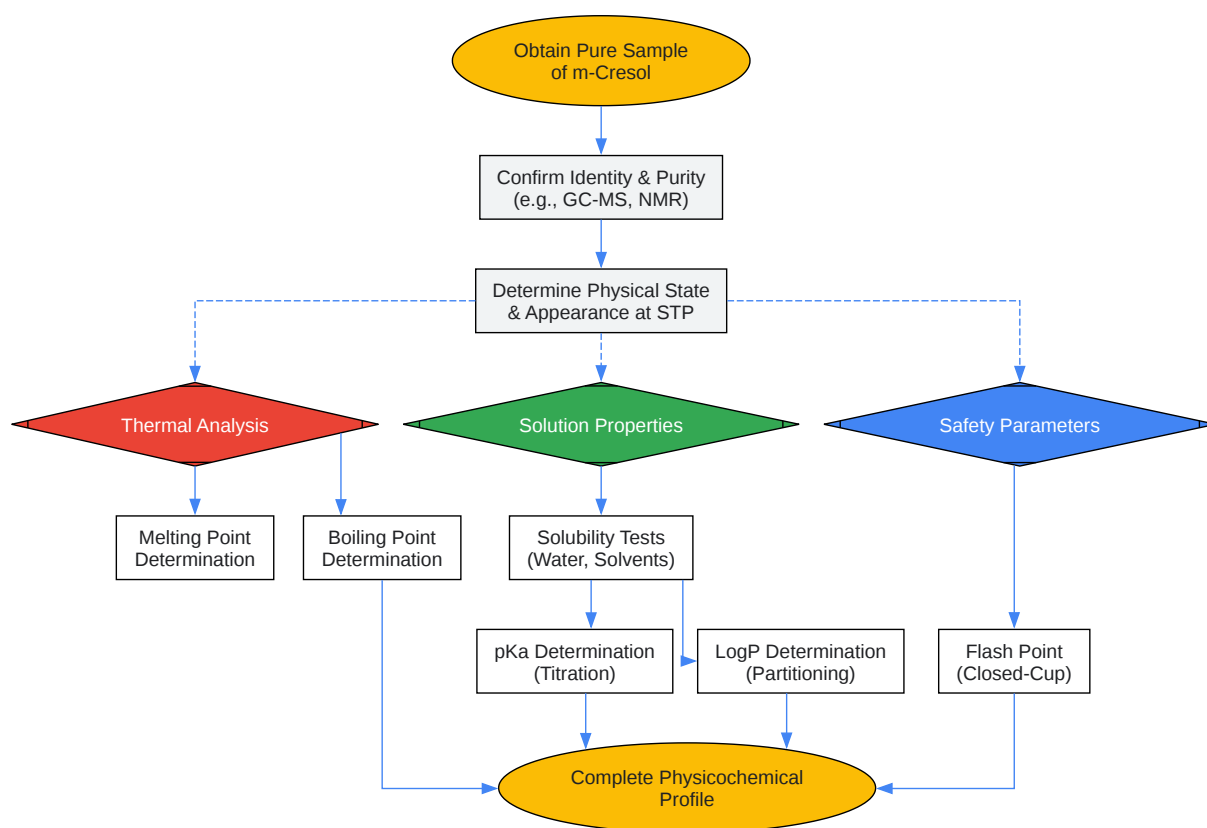 Obtain Pure Sample
of m-Cresol
Confirm Identity & Purity
(e.g., GC-MS, NMR)
Determine Physical State
& Appearance at STP
Thermal Analysis
Solution Properties
Safety Parameters
Melting Point
Determination
Boiling Point
Determination
Solubility Tests
(Water, Solvents)
pKa Determination
(Titration)
LogP Determination
(Partitioning)
Flash Point
(Closed-Cup)
Complete Physicochemical
Profile